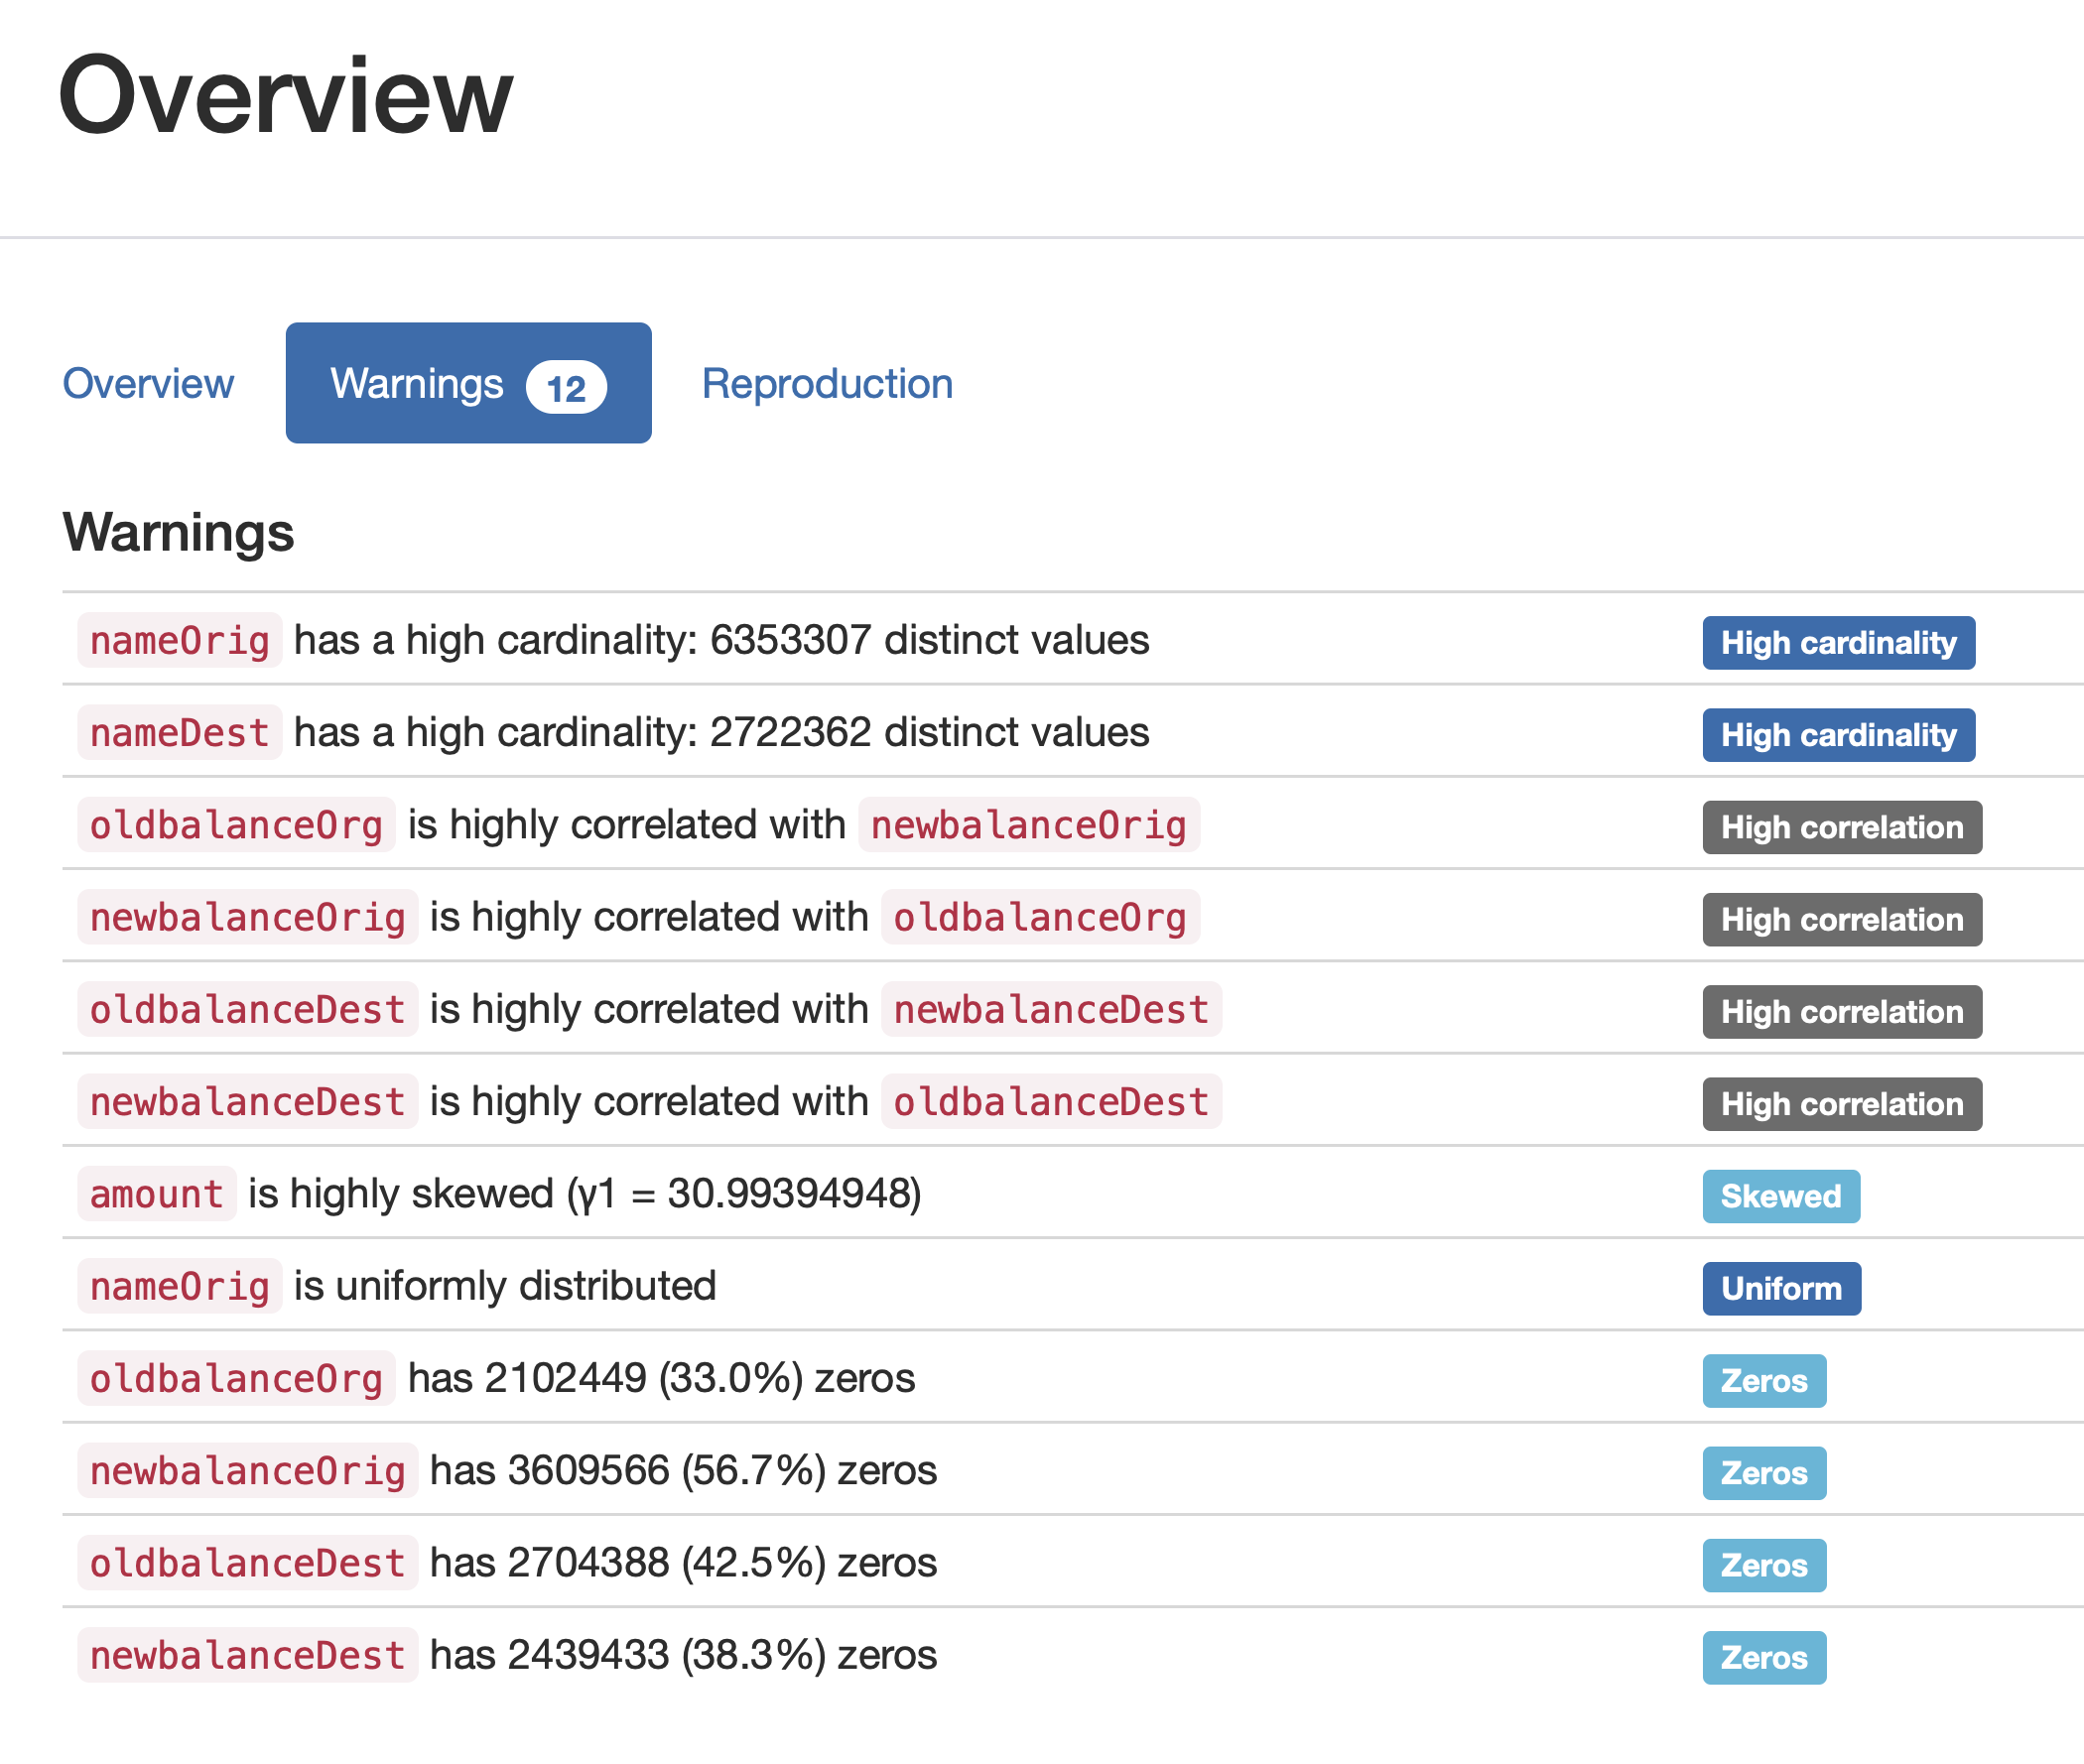 Overview
Overview Warnings 12 Reproduction
Warnings
nameOrig has a high cardinality: 6353307 distinct values High cardinality
nameDest has a high cardinality: 2722362 distinct values High cardinality
oldbalanceOrg is highly correlated with newbalanceOrig High correlation
newbalanceOrig is highly correlated with oldbalanceOrg High correlation
oldbalanceDest is highly correlated with newbalanceDest High correlation
newbalanceDest is highly correlated with oldbalanceDest High correlation
amount is highly skewed (γ1 = 30.99394948) Skewed
nameOrig is uniformly distributed Uniform
oldbalanceOrg has 2102449 (33.0%) zeros Zeros
newbalanceOrig has 3609566 (56.7%) zeros Zeros
oldbalanceDest has 2704388 (42.5%) zeros Zeros
newbalanceDest has 2439433 (38.3%) zeros Zeros